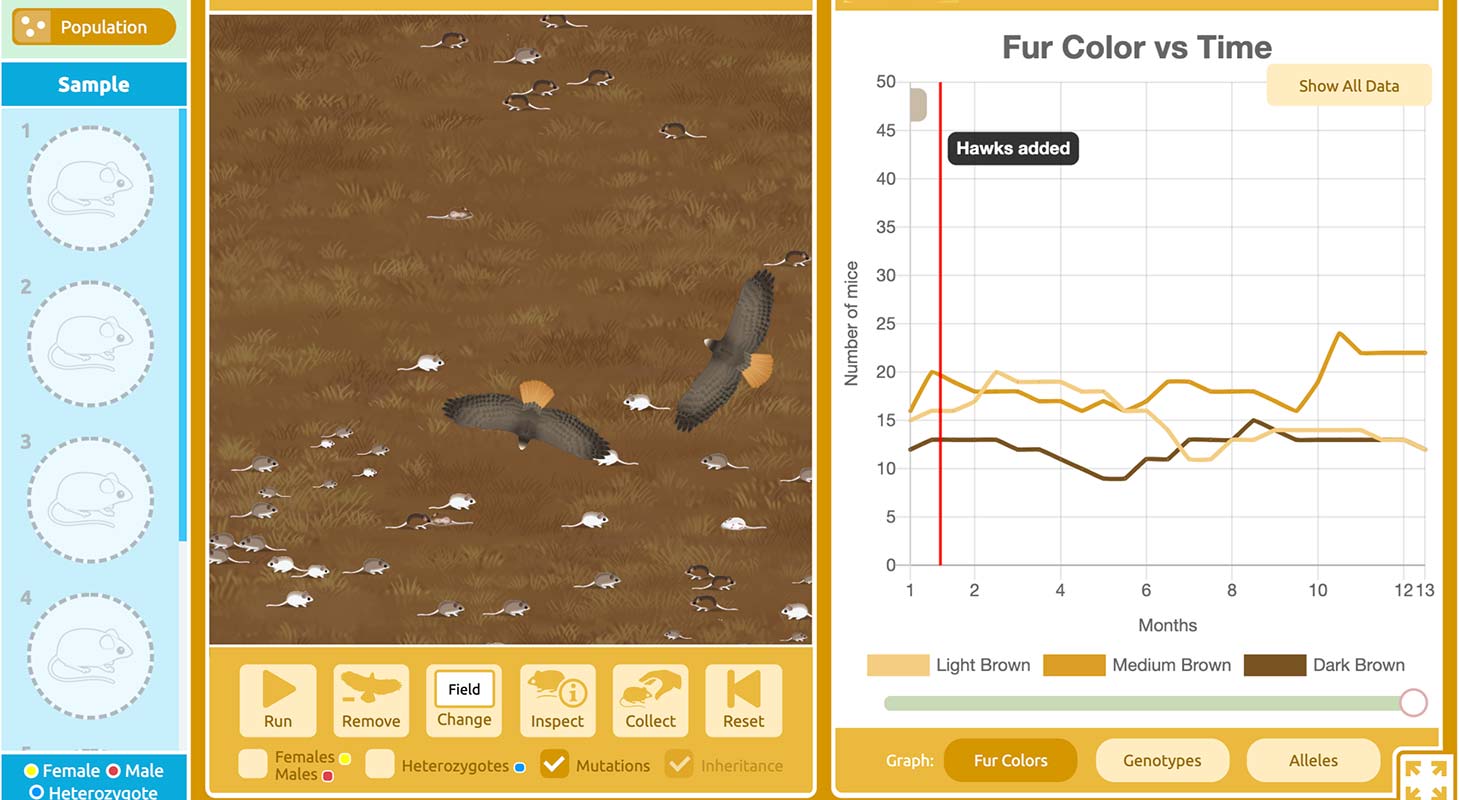 Population
Sample
1
2
3
4
Female Male
Heterozygote
Run
Remove
Field
Change
Inspect
Collect
Reset
Females
Males
Heterozygotes
Mutations
Inheritance
Fur Color vs Time
Show All Data
Hawks added
50
45
40
35
30
25
20
15
10
5
0
Number of mice
1 2 4 6 8 10 12 13
Months
Light Brown Medium Brown Dark Brown
Graph: Fur Colors Genotypes Alleles